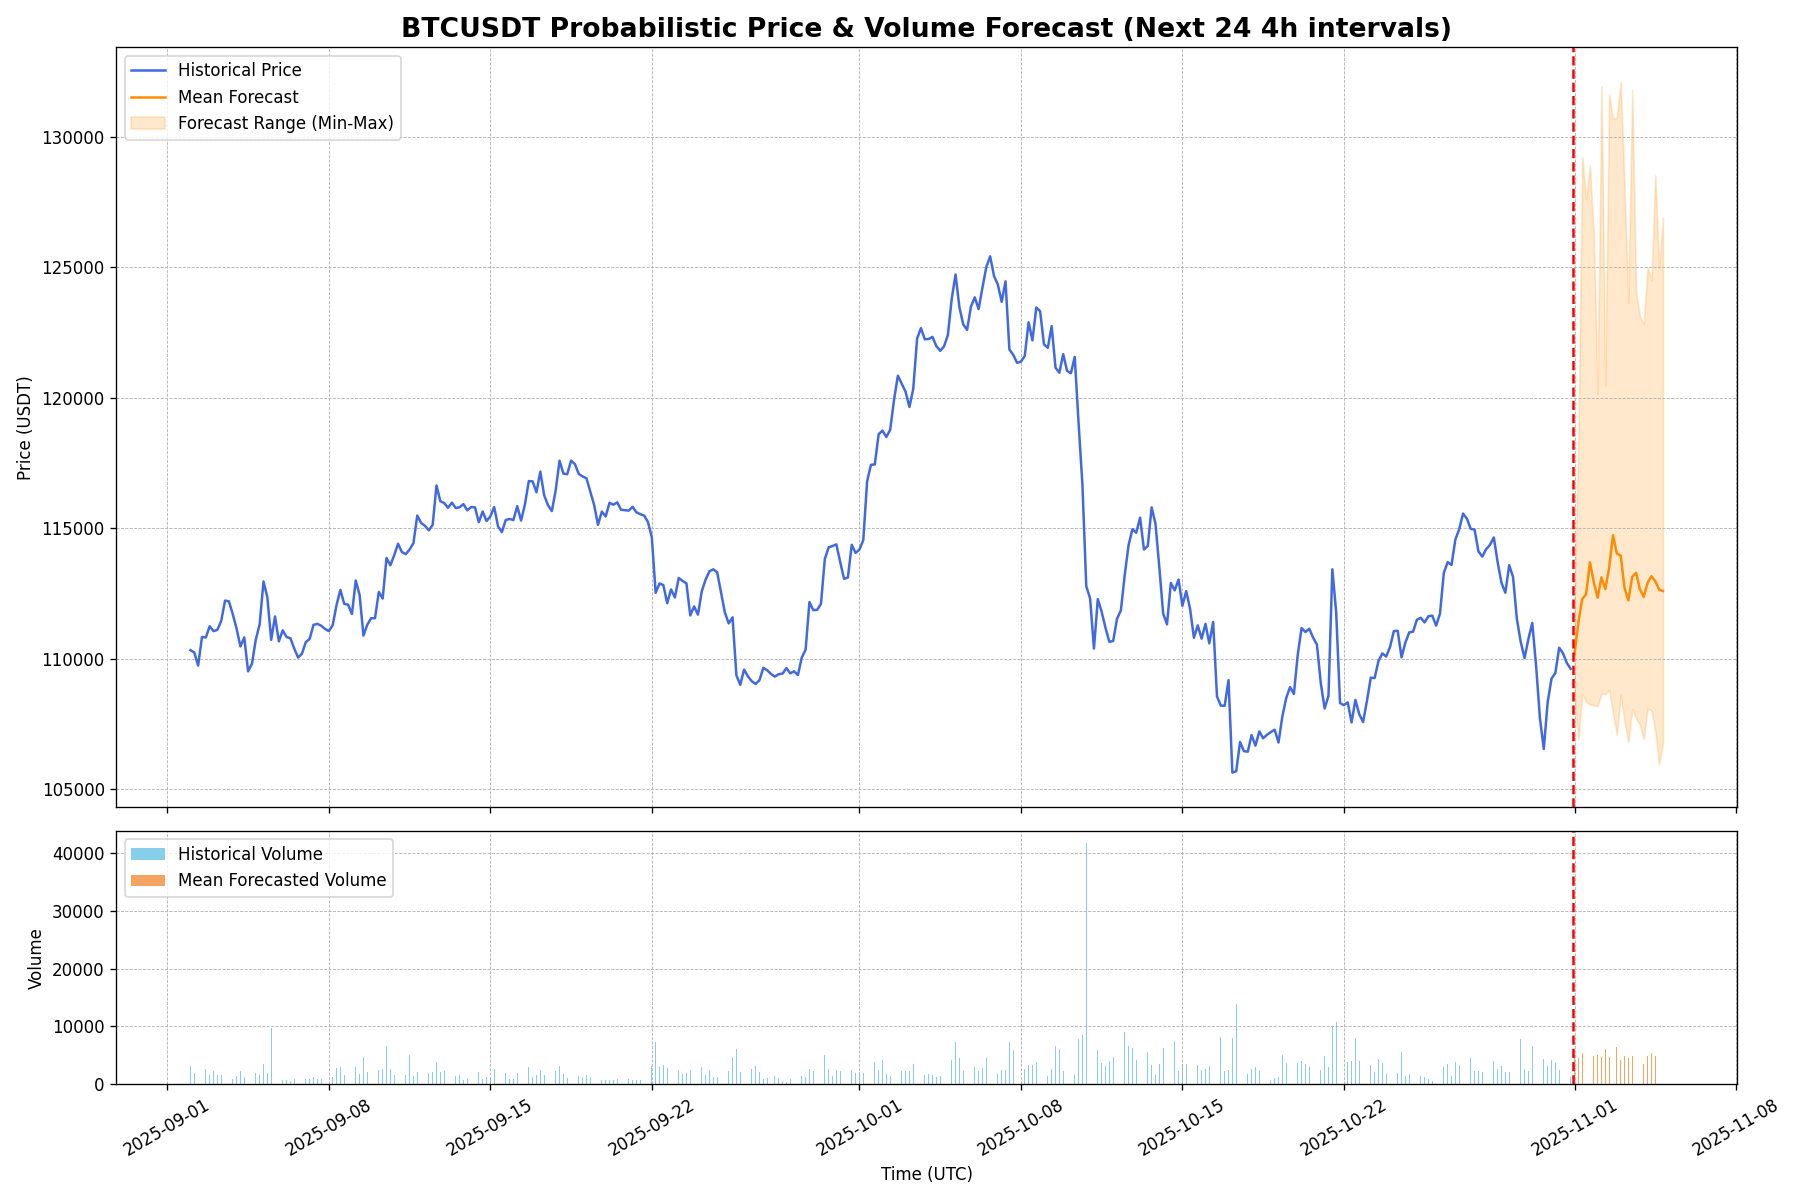 BTCUSDT Probabilistic Price & Volume Forecast (Next 24 4h intervals)
Historical Price
Mean Forecast
Forecast Range (Min-Max)
130000
125000
120000
115000
110000
105000
Price (USDT)
Historical Volume
Mean Forecasted Volume
40000
30000
20000
10000
0
Volume
2025-09-01
2025-09-08
2025-09-15
2025-09-22
2025-10-01
2025-10-08
2025-10-15
2025-10-22
2025-11-01
2025-11-08
Time (UTC)